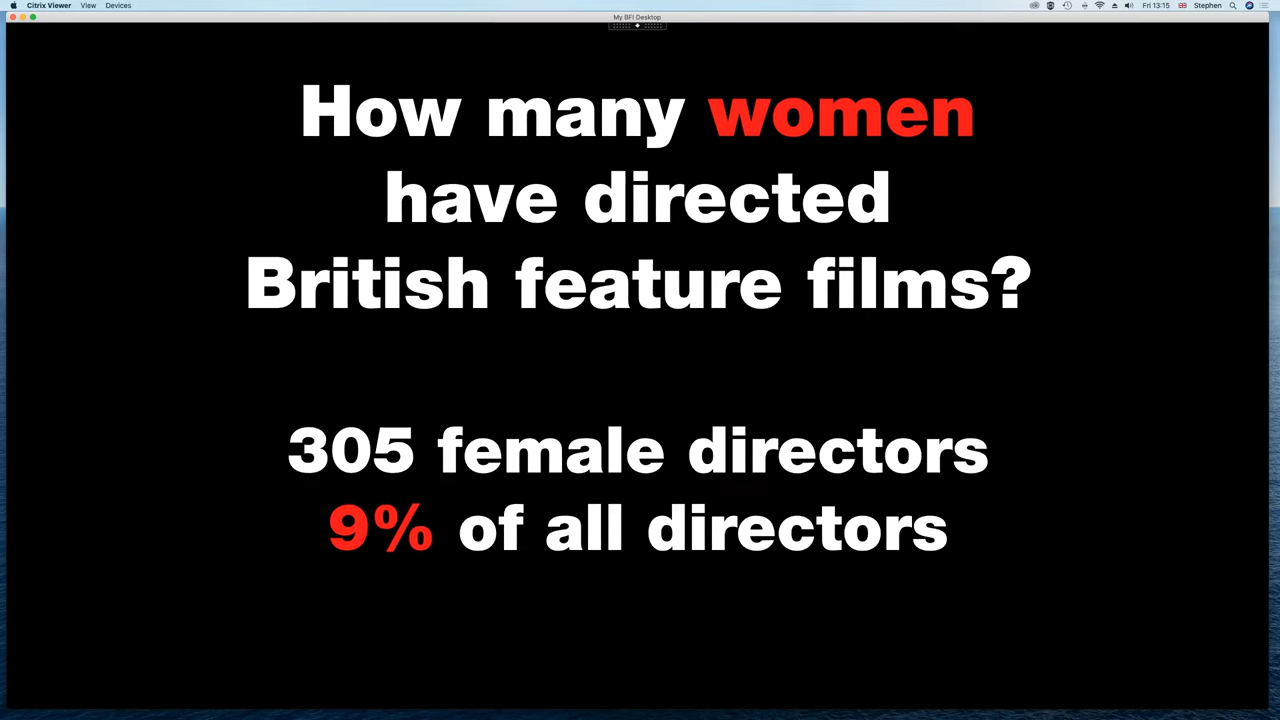 Citrix Viewer View Devices
Fri 13:15 Stephen
My BFI Desktop
How many women
have directed
British feature films?
305 female directors
9% of all directors